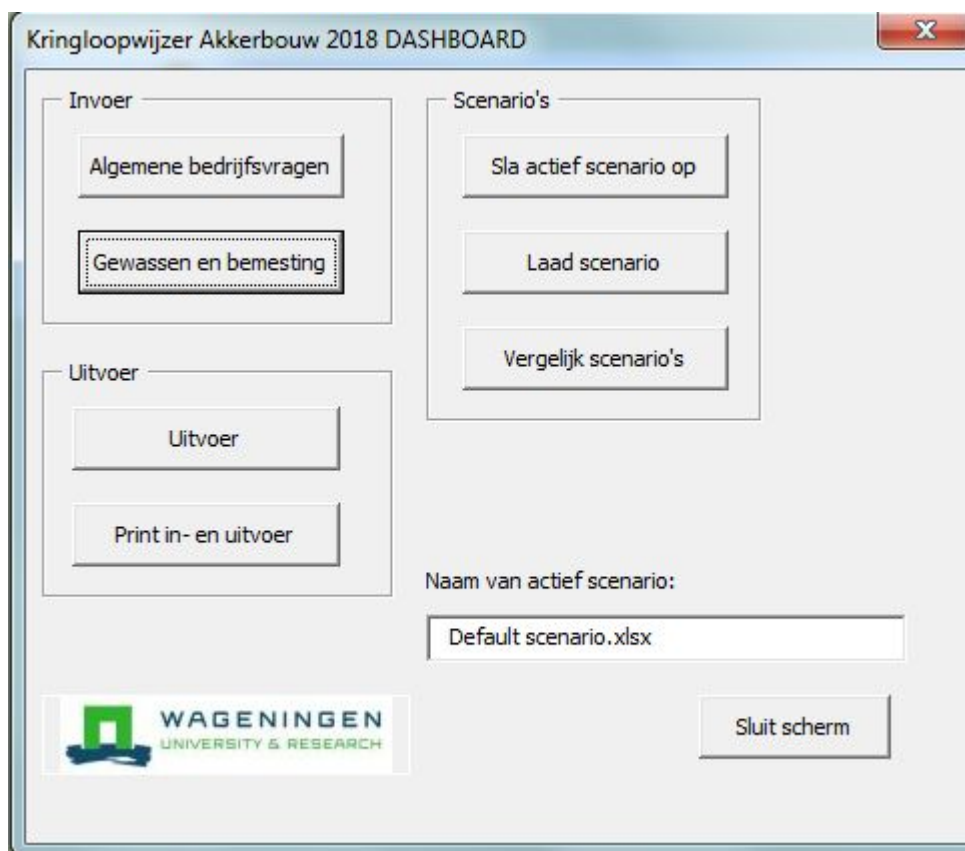 Kringloopwijzer Akkerbouw 2018 DASHBOARD
Invoer
Algemene bedrijfsvragen
Gewassen en bemesting
Uitvoer
Uitvoer
Print in- en uitvoer
Scenario's
Sla actief scenario op
Laad scenario
Vergelijk scenario's
Naam van actief scenario:
Default scenario.xlsx
WAGENINGEN
UNIVERSITY & RESEARCH
Sluit scherm